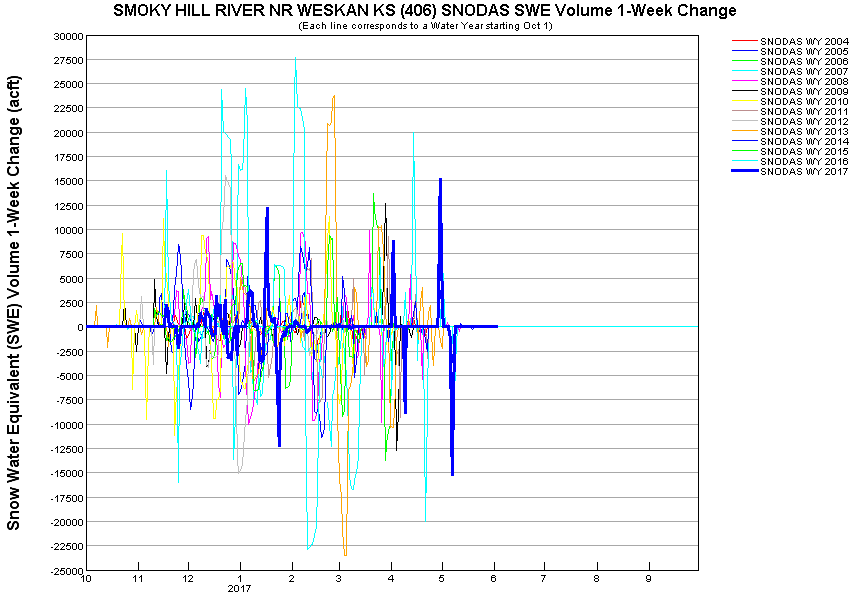 SMOKY HILL RIVER NR WESKAN KS (406) SNODAS SWE Volume 1-Week Change
(Each line corresponds to a Water Year starting Oct 1)
Snow Water Equivalent (SWE) Volume 1-Week Change (acft)
30000
27500
25000
22500
20000
17500
15000
12500
10000
7500
5000
2500
0
-2500
-5000
-7500
-10000
-12500
-15000
-17500
-20000
-22500
-25000
10 11 12 1 2 3 4 5 6 7 8 9
2017
SNODAS WY 2004
SNODAS WY 2005
SNODAS WY 2006
SNODAS WY 2007
SNODAS WY 2008
SNODAS WY 2009
SNODAS WY 2010
SNODAS WY 2011
SNODAS WY 2012
SNODAS WY 2013
SNODAS WY 2014
SNODAS WY 2015
SNODAS WY 2016
SNODAS WY 2017